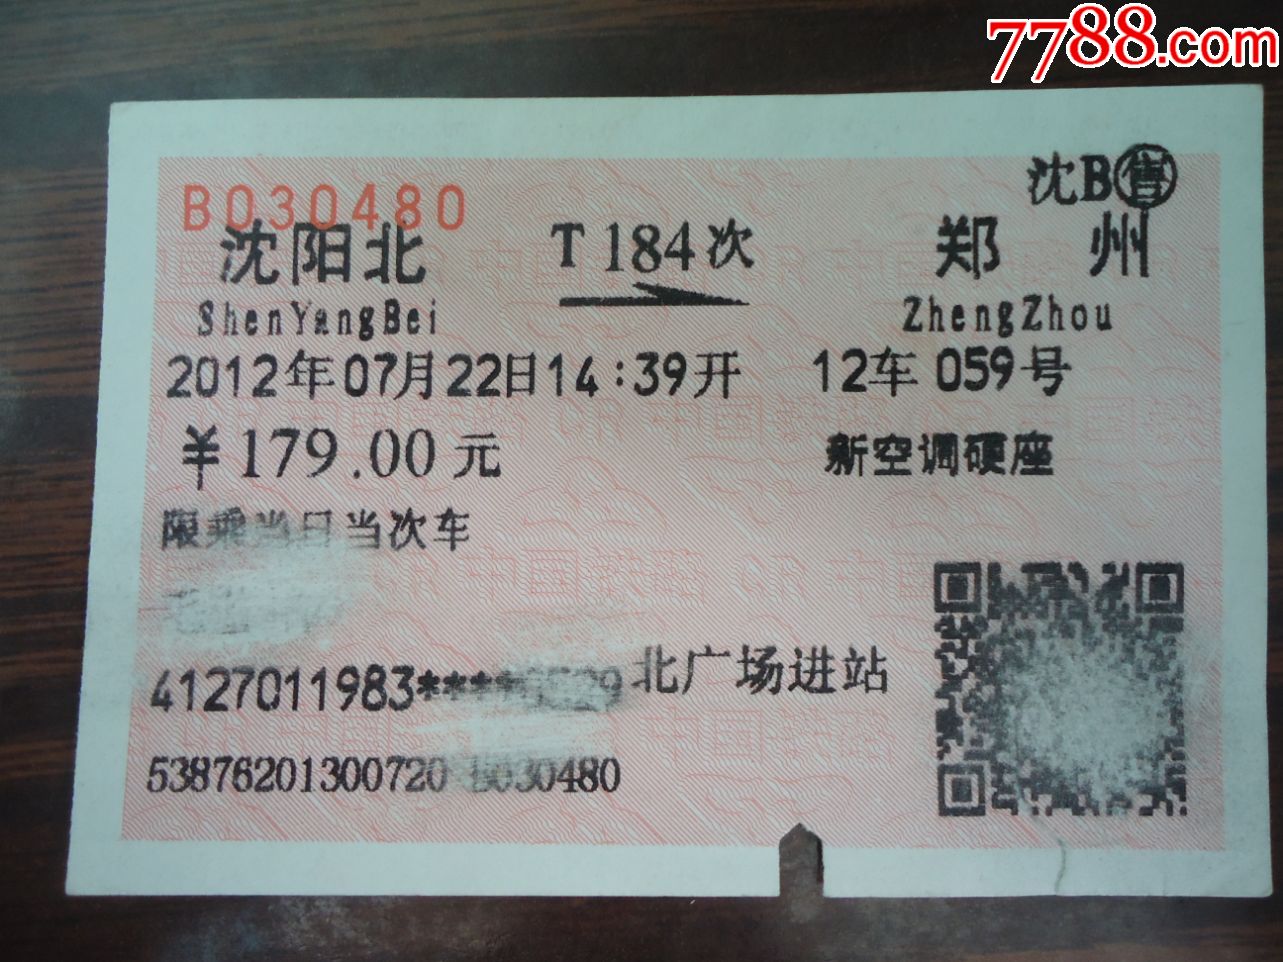 7788.com
沈B售
B030480
沈阳北 T184次 郑州
ShenYangBei ZhengZhou
2012年07月22日14:39开 12车059号
￥179.00元 新空调硬座
限乘当日当次车
4127011983**** 北广场进站
53876201300720 B030480